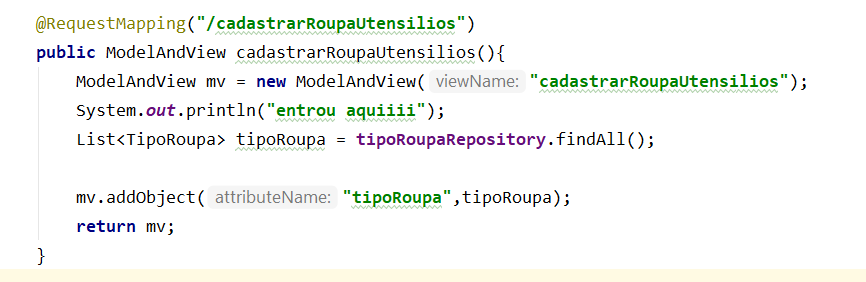 @RequestMapping("/cadastrarRoupaUtensilios")
public ModelAndView cadastrarRoupaUtensilios(){
ModelAndView mv = new ModelAndView( viewName: "cadastrarRoupaUtensilios");
System.out.println("entrou aquiiii");
List<TipoRoupa> tipoRoupa = tipoRoupaRepository.findAll();
mv.addObject( attributeName: "tipoRoupa",tipoRoupa);
return mv;
}